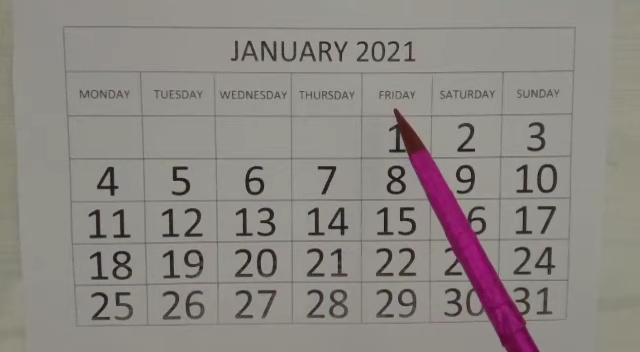 JANUARY 2021
MONDAY TUESDAY WEDNESDAY THURSDAY FRIDAY SATURDAY SUNDAY
1 2 3
4 5 6 7 8 9 10
11 12 13 14 15 6 17
18 19 20 21 22 2 24
25 26 27 28 29 30 31